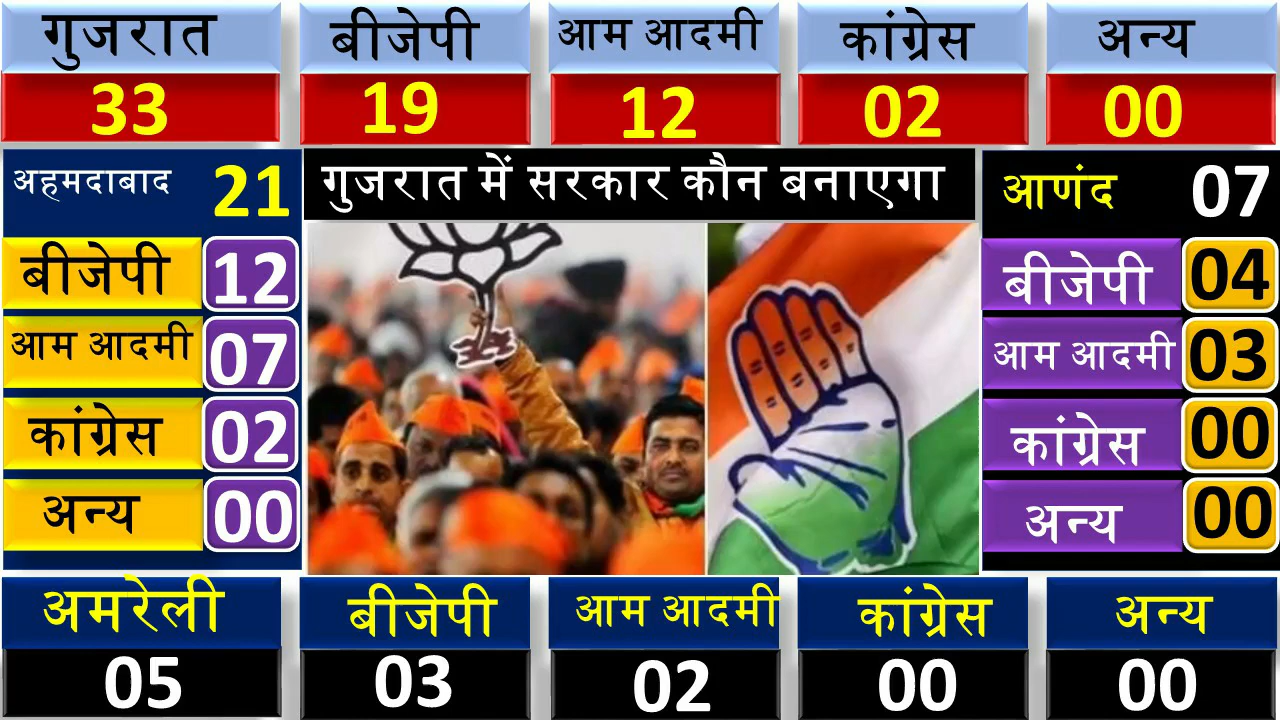 गुजरात बीजेपी आम आदमी कांग्रेस अन्य
33 19 12 02 00
अहमदाबाद 21
बीजेपी 12
आम आदमी 07
कांग्रेस 02
अन्य 00
गुजरात में सरकार कौन बनाएगा
आणंद 07
बीजेपी 04
आम आदमी 03
कांग्रेस 00
अन्य 00
अमरेली बीजेपी आम आदमी कांग्रेस अन्य
05 03 02 00 00